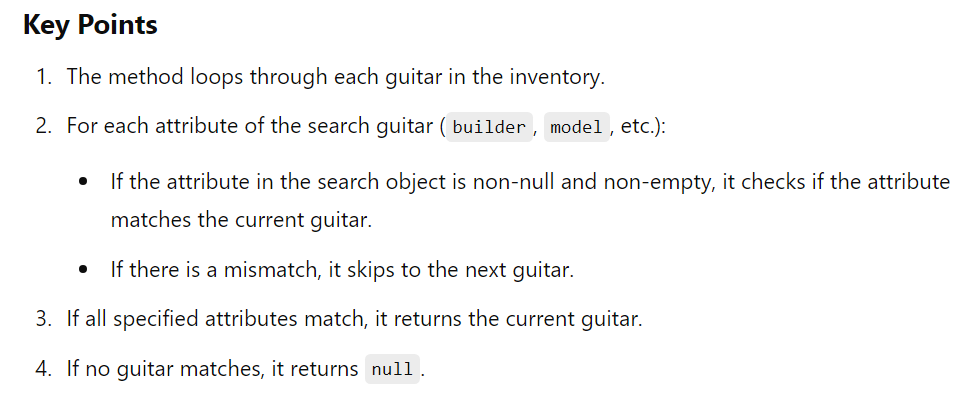 Key Points
1. The method loops through each guitar in the inventory.
2. For each attribute of the search guitar ( builder , model , etc.):
• If the attribute in the search object is non-null and non-empty, it checks if the attribute
matches the current guitar.
• If there is a mismatch, it skips to the next guitar.
3. If all specified attributes match, it returns the current guitar.
4. If no guitar matches, it returns null .